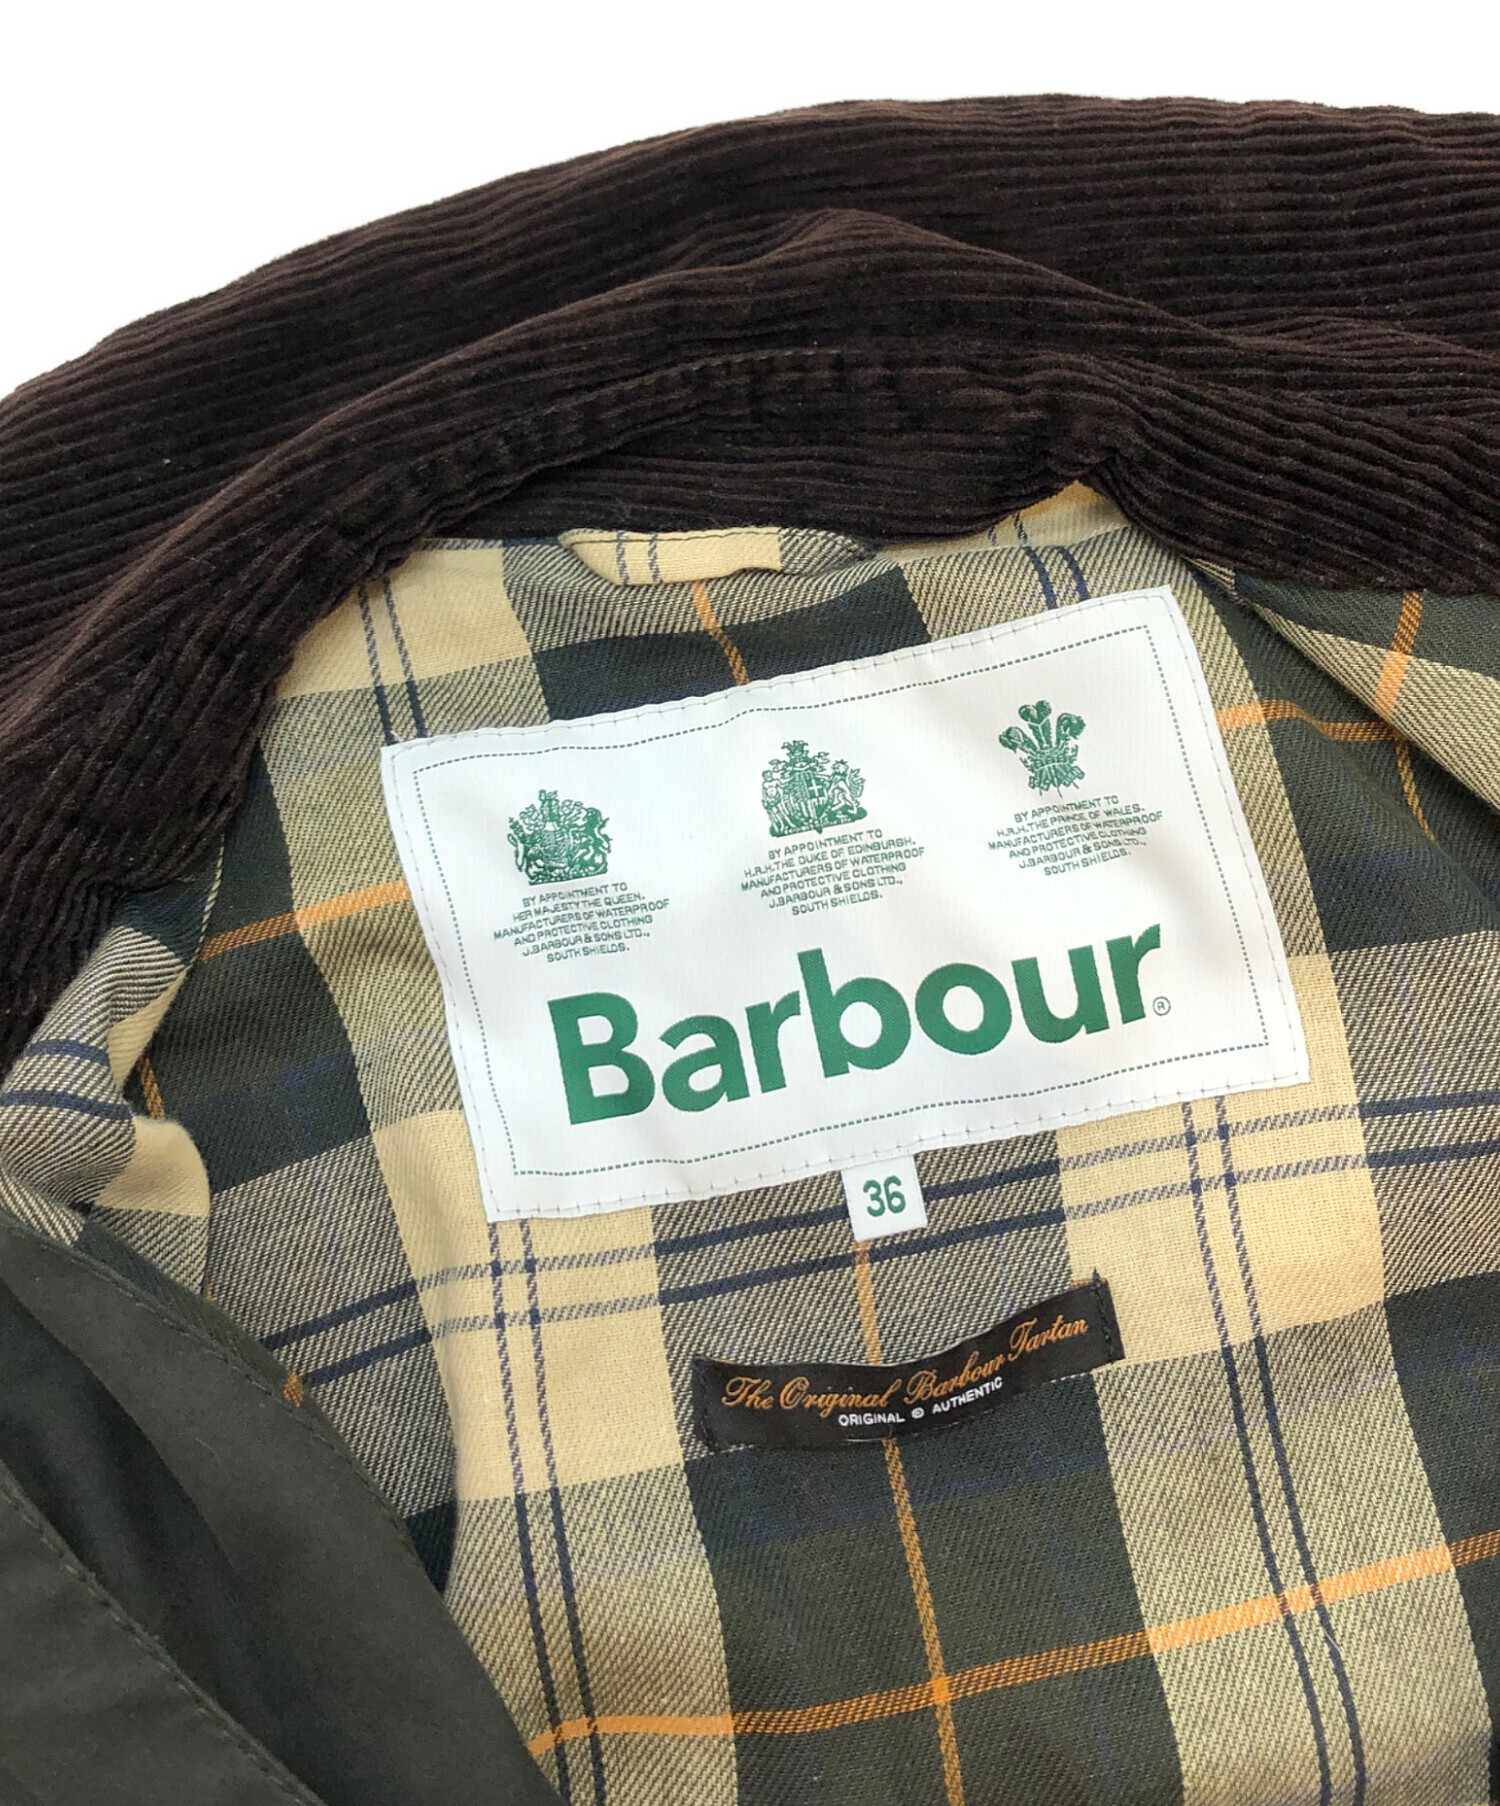 BY APPOINTMENT TO
HER MAJESTY THE QUEEN.
MANUFACTURERS OF WATERPROOF
AND PROTECTIVE CLOTHING
J.BARBOUR & SONS LTD.,
SOUTH SHIELDS.
BY APPOINTMENT TO
H.R.H. THE DUKE OF EDINBURGH.
MANUFACTURERS OF WATERPROOF
AND PROTECTIVE CLOTHING
J.BARBOUR & SONS LTD.,
SOUTH SHIELDS.
BY APPOINTMENT TO
H.R.H. THE PRINCE OF WALES.
MANUFACTURERS OF WATERPROOF
AND PROTECTIVE CLOTHING
J.BARBOUR & SONS LTD.,
SOUTH SHIELDS.
Barbour®
36
The Original Barbour Tartan
ORIGINAL © AUTHENTIC